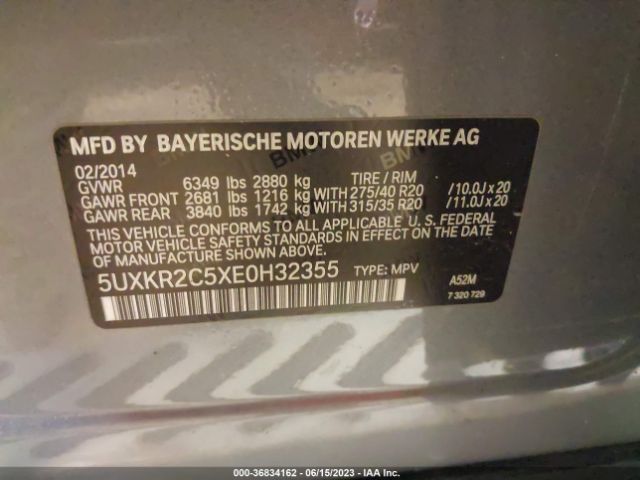 MFD BY BAYERISCHE MOTOREN WERKE AG
02/2014
GVWR 6349 lbs 2880 kg TIRE / RIM
GAWR FRONT 2681 lbs 1216 kg WITH 275/40 R20 /10.0J x 20
GAWR REAR 3840 lbs 1742 kg WITH 315/35 R20 /11.0J x 20
THIS VEHICLE CONFORMS TO ALL APPLICABLE U.S. FEDERAL
MOTOR VEHICLE SAFETY STANDARDS IN EFFECT ON THE DATE
OF MANUFACTURE SHOWN ABOVE.
5UXKR2C5XE0H32355 TYPE: MPV A52M
7 320 729
000-36834162 - 06/15/2023 - IAA Inc.